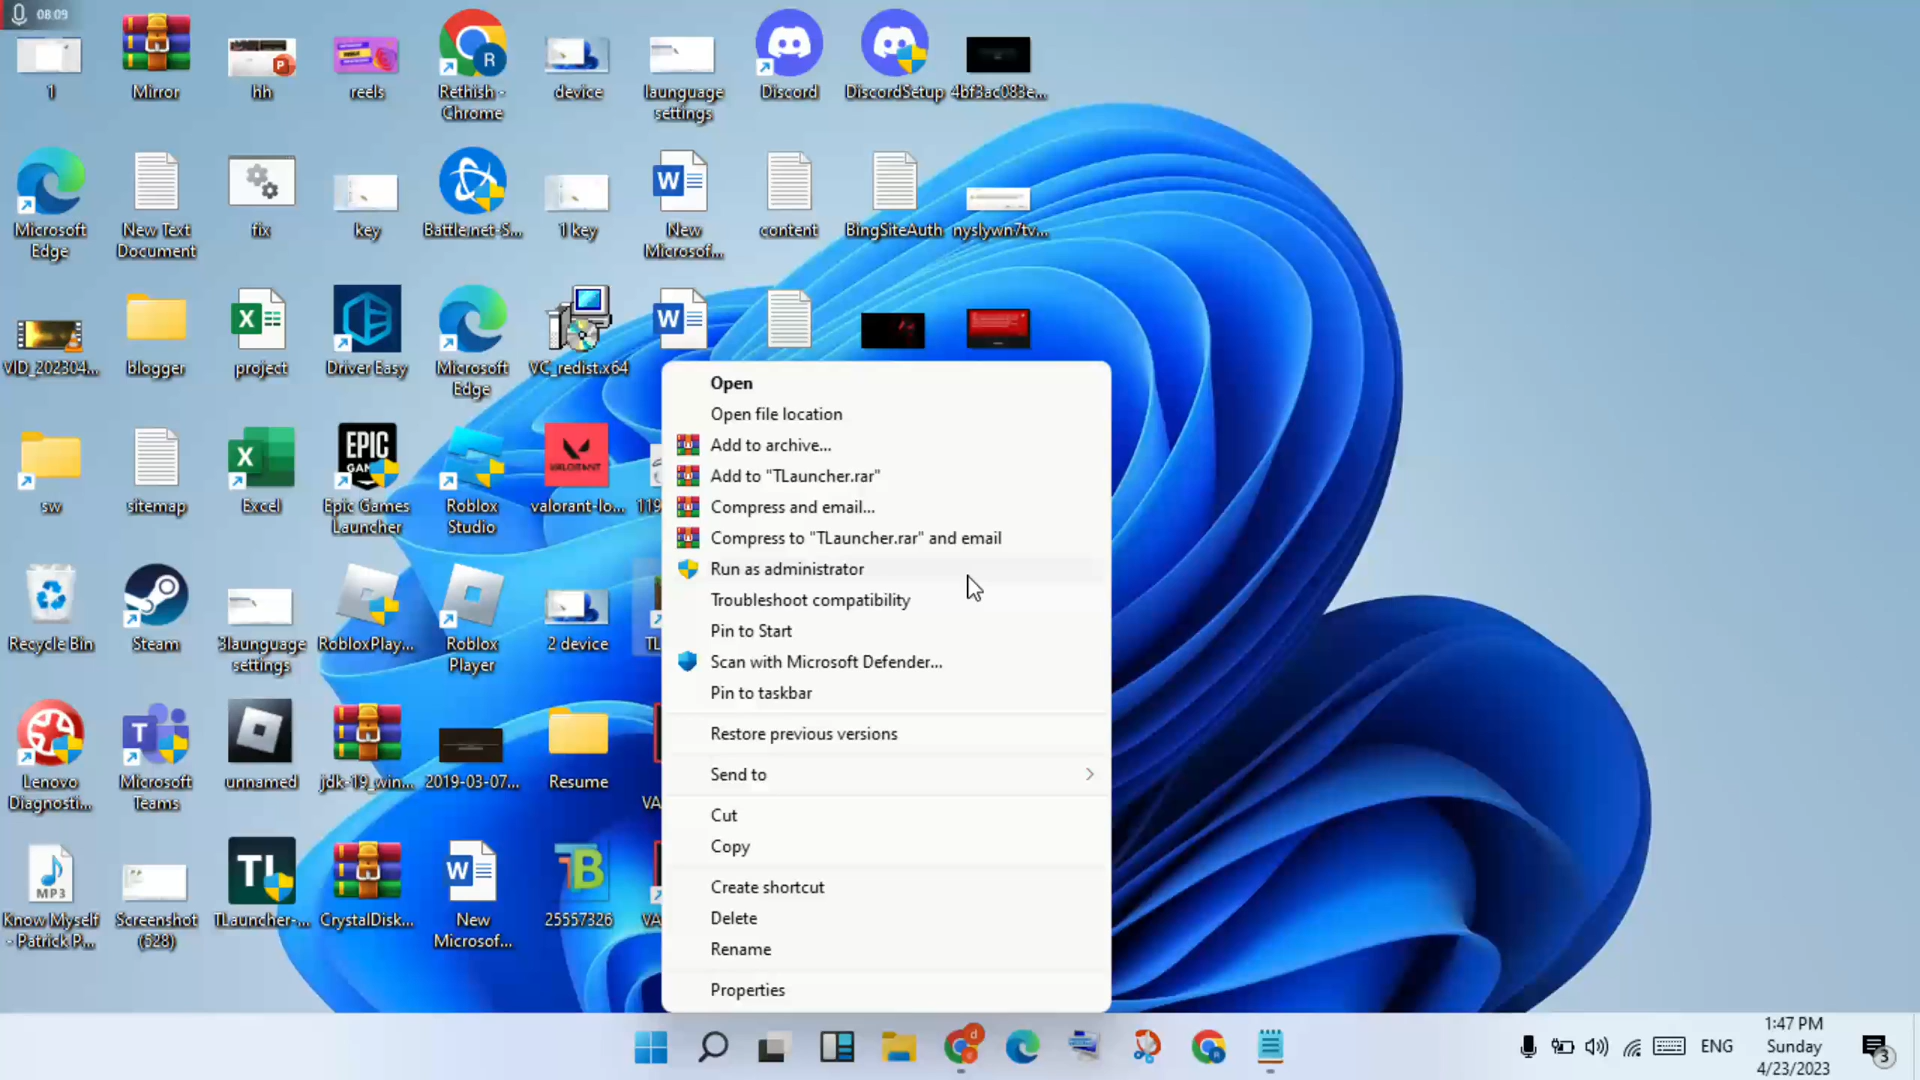 08:09
1
Mirror
hh
reels
Rethish -
Chrome
device
launguage
settings
Discord
DiscordSetup
4bf3ac083e...
Microsoft
Edge
New Text
Document
fix
key
Battle.net-S...
1 key
New
Microsof...
content
BingSiteAuth
nyslywn7tv...
VID_202304...
blogger
project
Driver Easy
Microsoft
Edge
VC_redist.x64
sw
sitemap
Excel
EPIC
Epic Games
Launcher
Roblox
Studio
VALORANT
valorant-lo...
119
Recycle Bin
Steam
3launguage
settings
RobloxPlay...
Roblox
Player
2 device
TL
Lenovo
Diagnosti...
Microsoft
Teams
unnamed
jdk-19_win...
2019-03-07...
Resume
VA
MP3
Know Myself
- Patrick P...
Screenshot
(528)
TL
TLauncher-...
CrystalDisk...
New
Microsof...
25557326
VA
Open
Open file location
Add to archive...
Add to "TLauncher.rar"
Compress and email...
Compress to "TLauncher.rar" and email
Run as administrator
Troubleshoot compatibility
Pin to Start
Scan with Microsoft Defender...
Pin to taskbar
Restore previous versions
Send to
Cut
Copy
Create shortcut
Delete
Rename
Properties
ENG
1:47 PM
Sunday
4/23/2023
3